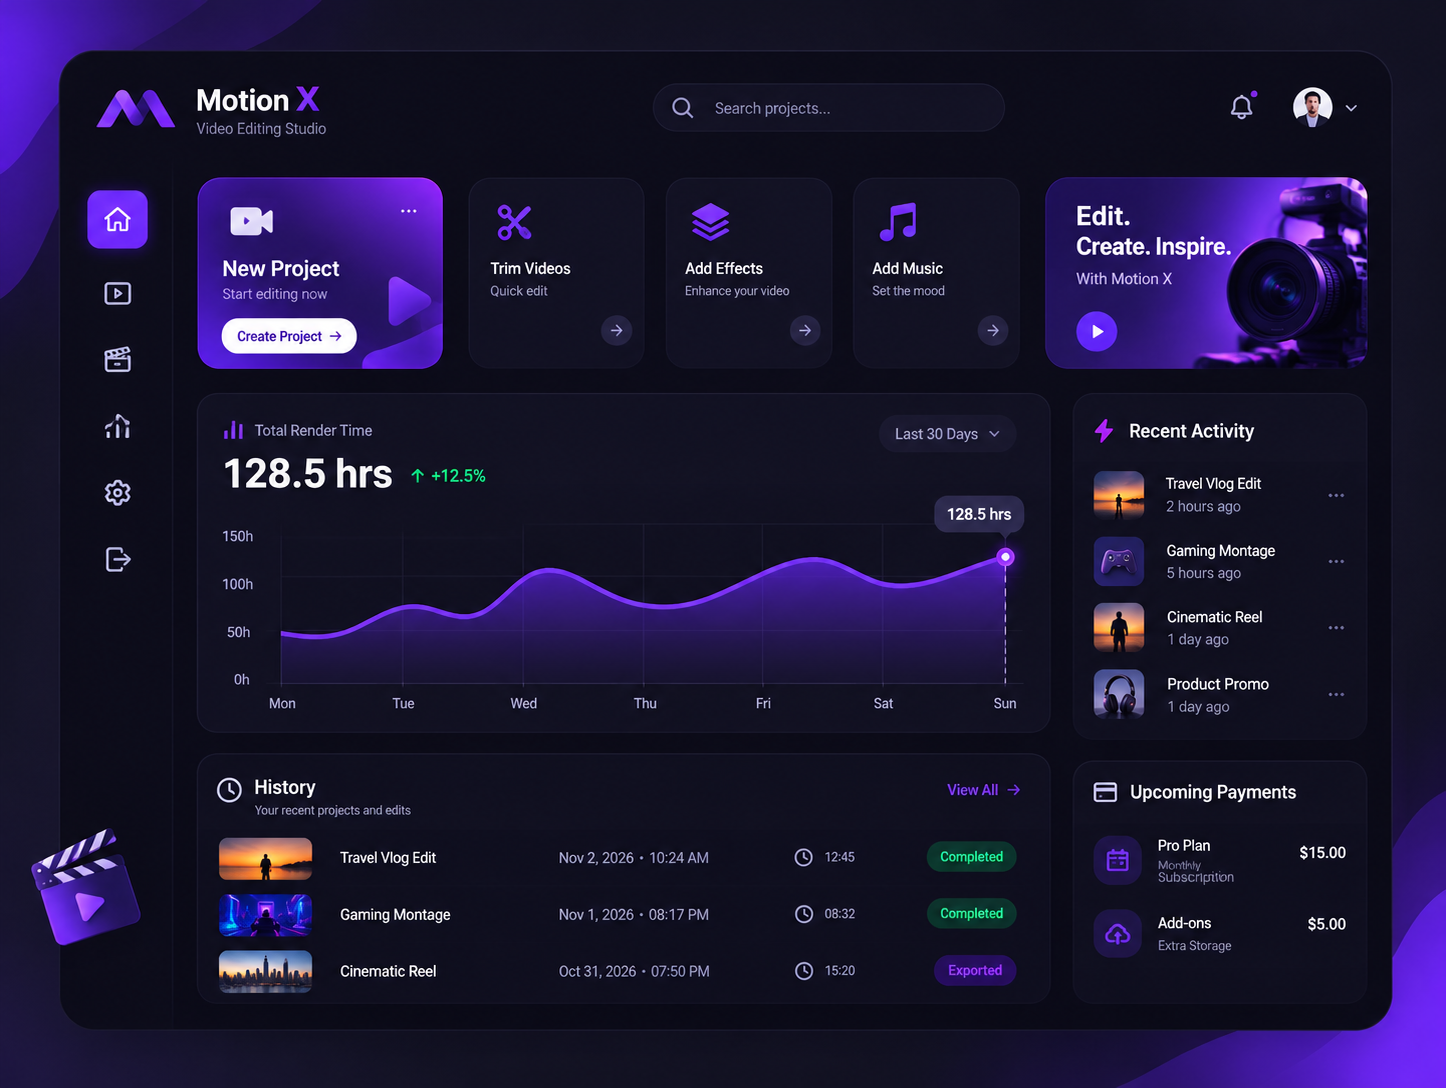 Motion X
Video Editing Studio
Search projects...
New Project
Start editing now
Create Project
Trim Videos
Quick edit
Add Effects
Enhance your video
Add Music
Set the mood
Edit.
Create. Inspire.
With Motion X
Total Render Time
Last 30 Days
128.5 hrs
+12.5%
128.5 hrs
150h
100h
50h
0h
Mon
Tue
Wed
Thu
Fri
Sat
Sun
Recent Activity
Travel Vlog Edit
2 hours ago
Gaming Montage
5 hours ago
Cinematic Reel
1 day ago
Product Promo
1 day ago
History
Your recent projects and edits
View All
Travel Vlog Edit
Nov 2, 2026 • 10:24 AM
12:45
Completed
Gaming Montage
Nov 1, 2026 • 08:17 PM
08:32
Completed
Cinematic Reel
Oct 31, 2026 • 07:50 PM
15:20
Exported
Upcoming Payments
Pro Plan
Monthly
Subscription
$15.00
Add-ons
Extra Storage
$5.00